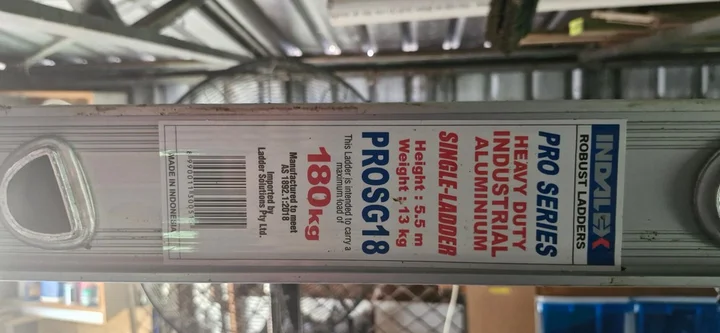 INDALEX
ROBUST LADDERS
PRO SERIES
HEAVY DUTY
INDUSTRIAL
ALUMINIUM
SINGLE-LADDER
Height : 5.5 m
Weight : 13 kg
PROSG18
This Ladder is intended to carry a
maximum load of
180kg
Manufactured to meet
AS 1892.1:2018
Imported by
Ladder Solutions Pty Ltd.
MADE IN INDONESIA